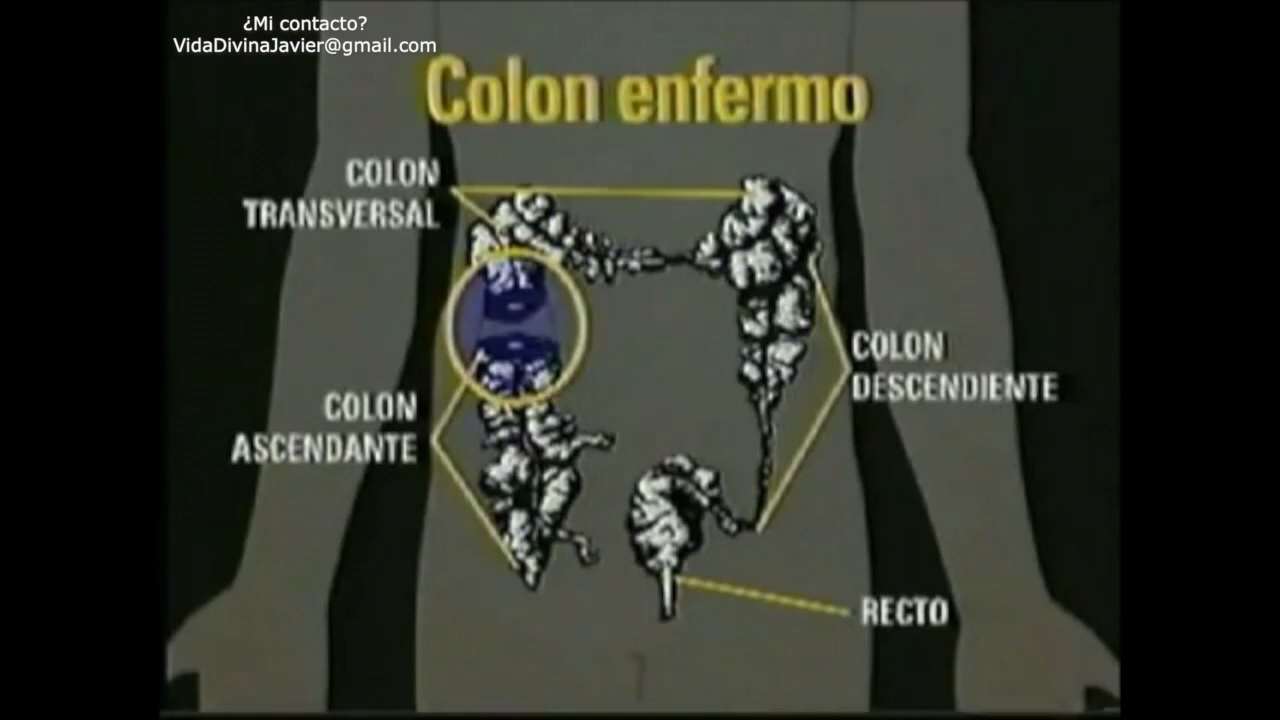 ¿Mi contacto?
VidaDivinaJavier@gmail.com
Colon enfermo
COLON
TRANSVERSAL
COLON
DESCENDIENTE
COLON
ASCENDANTE
RECTO